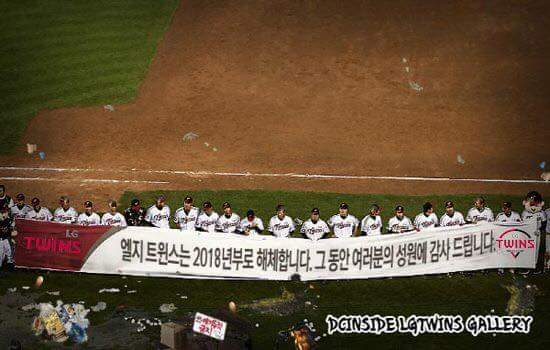 LG
TWINS
엘지 트윈스는 2018년부로 해체합니다. 그 동안 여러분의 성원에 감사 드립니다.
TWINS
DCINSIDE LGTWINS GALLERY